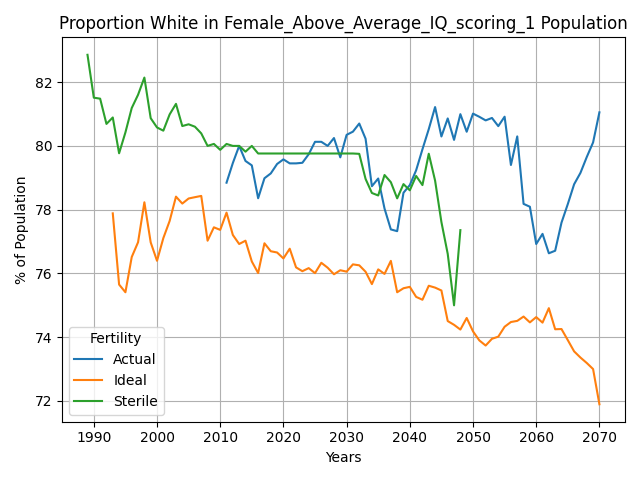 Proportion White in Female_Above_Average_IQ_scoring_1 Population
% of Population
82
80
78
76
74
72
Fertility
Actual
Ideal
Sterile
1990 2000 2010 2020 2030 2040 2050 2060 2070
Years